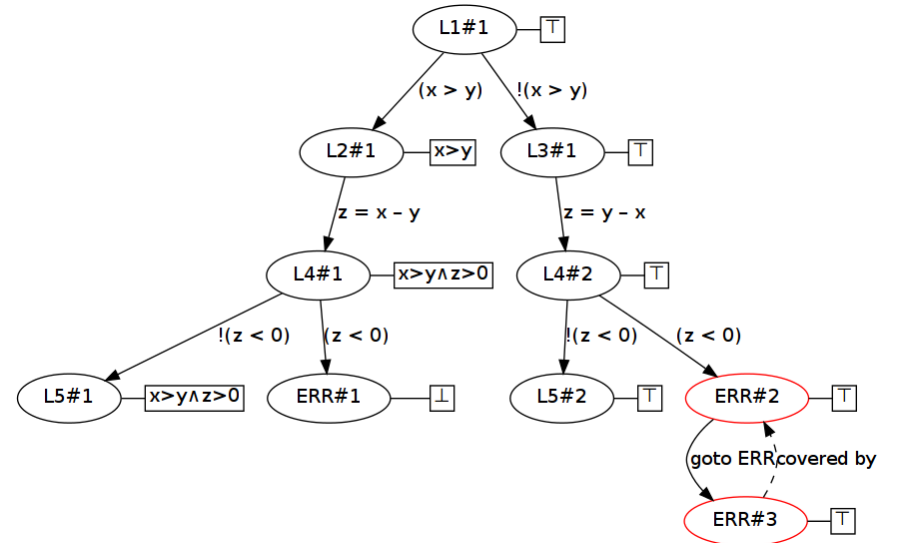 L1#1 ⊤
(x > y) !(x > y)
L2#1 x>y L3#1 ⊤
z = x – y z = y – x
L4#1 x>y∧z>0 L4#2 ⊤
!(z < 0) (z < 0) !(z < 0) (z < 0)
L5#1 x>y∧z>0 ERR#1 ⊥ L5#2 ⊤ ERR#2 ⊤
goto ERR covered by
ERR#3 ⊤